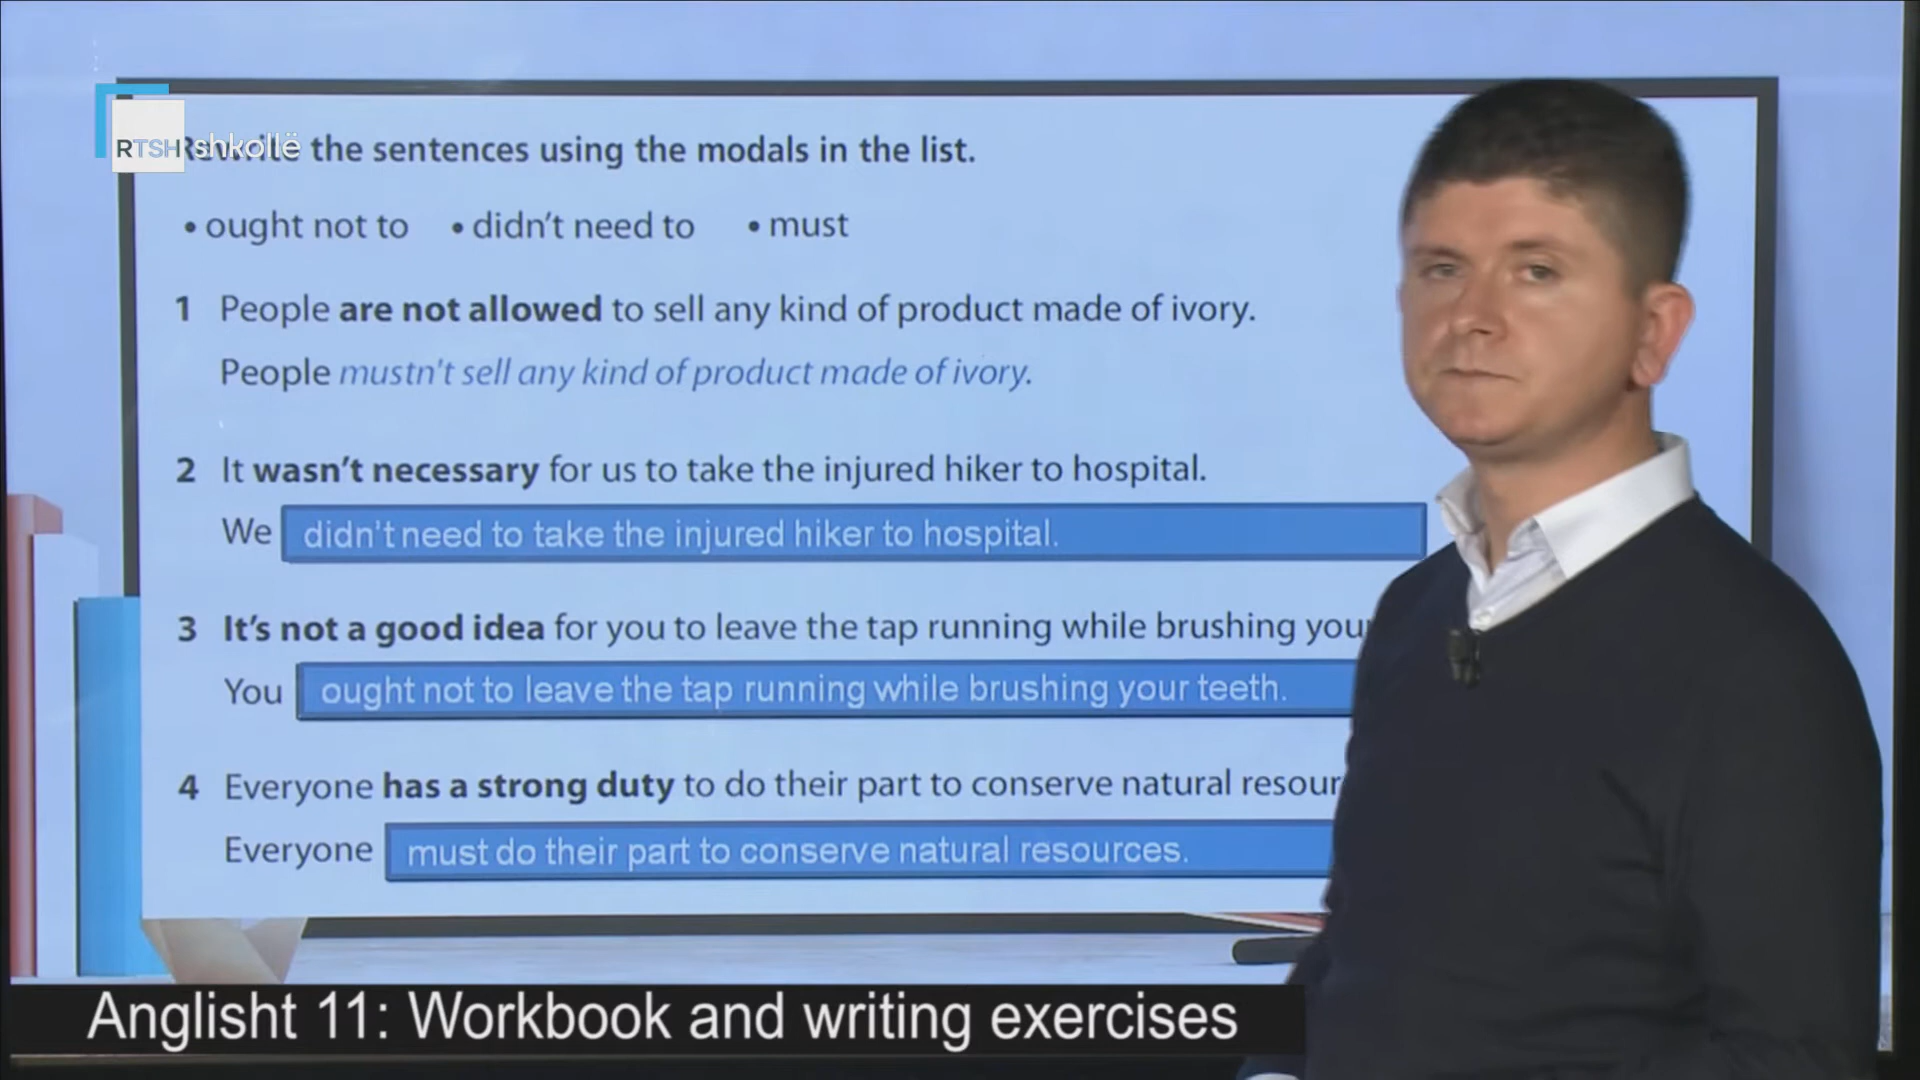 RTSH shkollë
the sentences using the modals in the list.
• ought not to • didn't need to • must
1 People are not allowed to sell any kind of product made of ivory.
People mustn't sell any kind of product made of ivory.
2 It wasn't necessary for us to take the injured hiker to hospital.
We didn't need to take the injured hiker to hospital.
3 It's not a good idea for you to leave the tap running while brushing
You ought not to leave the tap running while brushing your teeth.
4 Everyone has a strong duty to do their part to conserve natural
Everyone must do their part to conserve natural resources.
Anglisht 11: Workbook and writing exercises